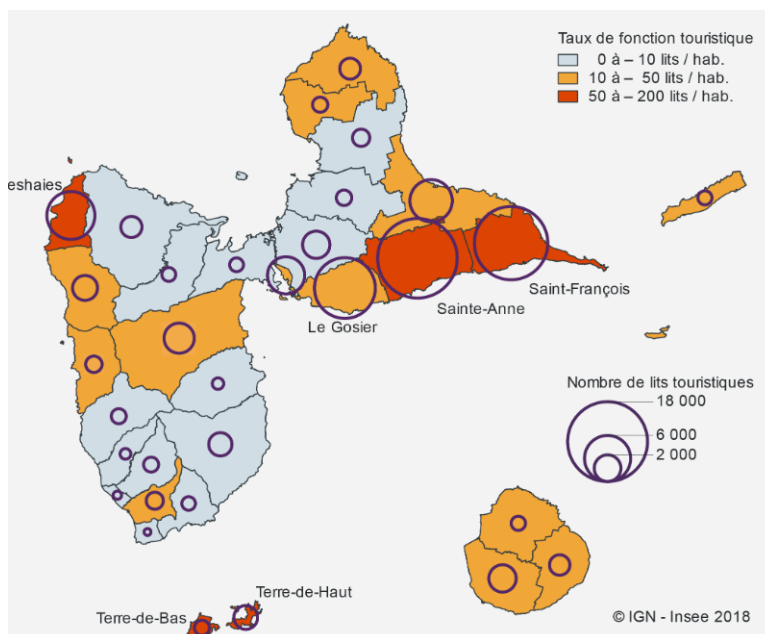 Taux de fonction touristique
0 à – 10 lits / hab.
10 à – 50 lits / hab.
50 à – 200 lits / hab.
eshaies
Saint-François
Sainte-Anne
Le Gosier
Nombre de lits touristiques
18 000
6 000
2 000
Terre-de-Haut
Terre-de-Bas
© IGN - Insee 2018